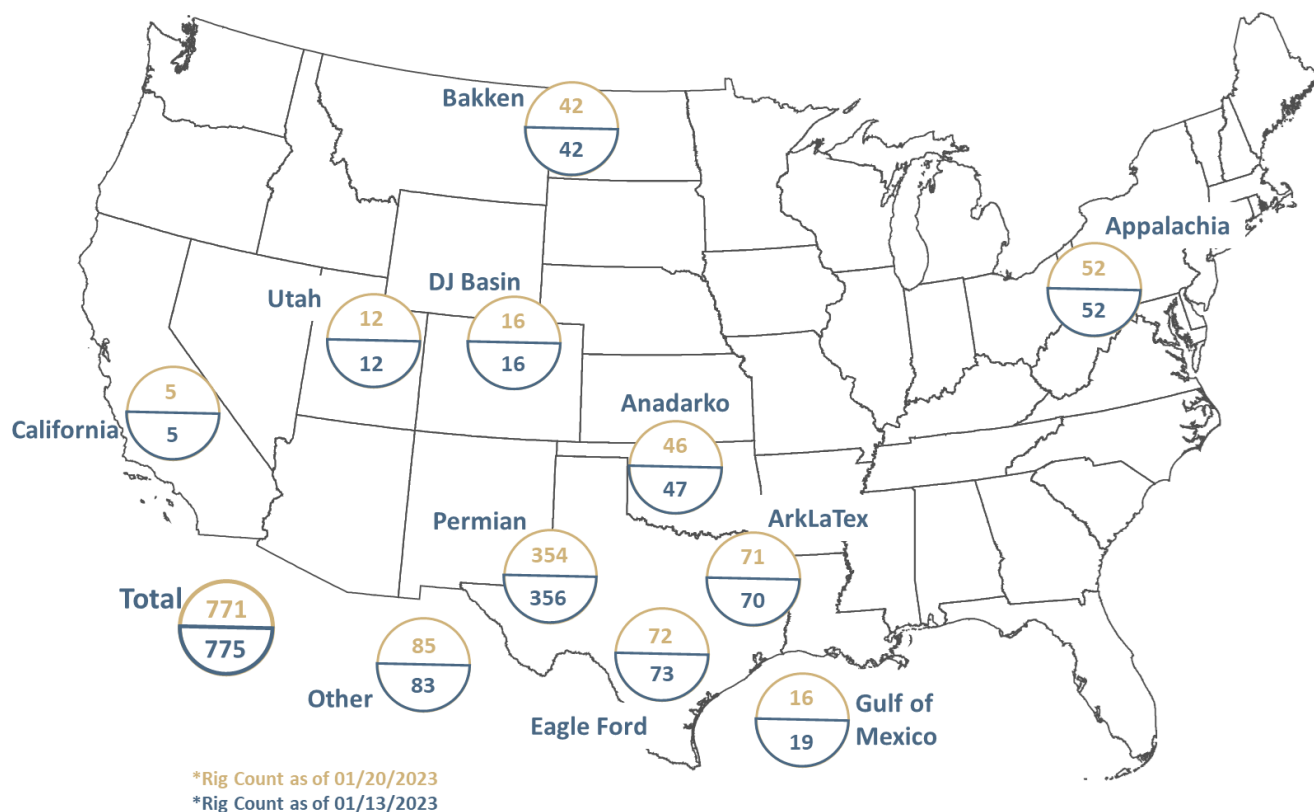 Bakken
42
42
Appalachia
52
52
DJ Basin
16
16
Utah
12
12
California
5
5
Anadarko
46
47
Permian
354
356
ArkLaTex
71
70
Total
771
775
Other
85
83
Eagle Ford
72
73
Gulf of
Mexico
16
19
*Rig Count as of 01/20/2023
*Rig Count as of 01/13/2023